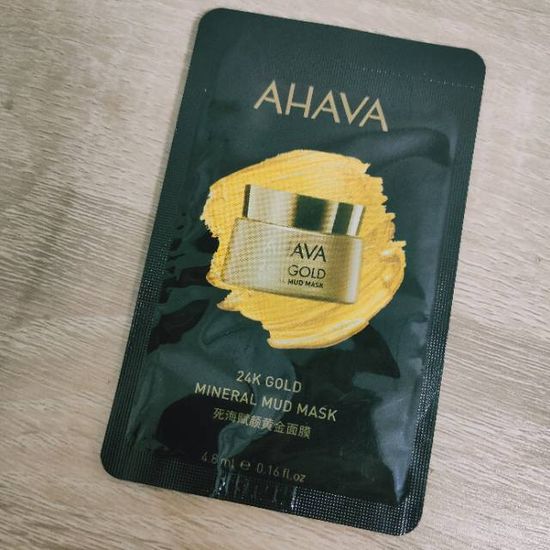 AHAVA
AVA
GOLD
MUD MASK
24K GOLD
MINERAL MUD MASK
死海赋颜黄金面膜
4.8 ml ℮ 0.16 fl.oz